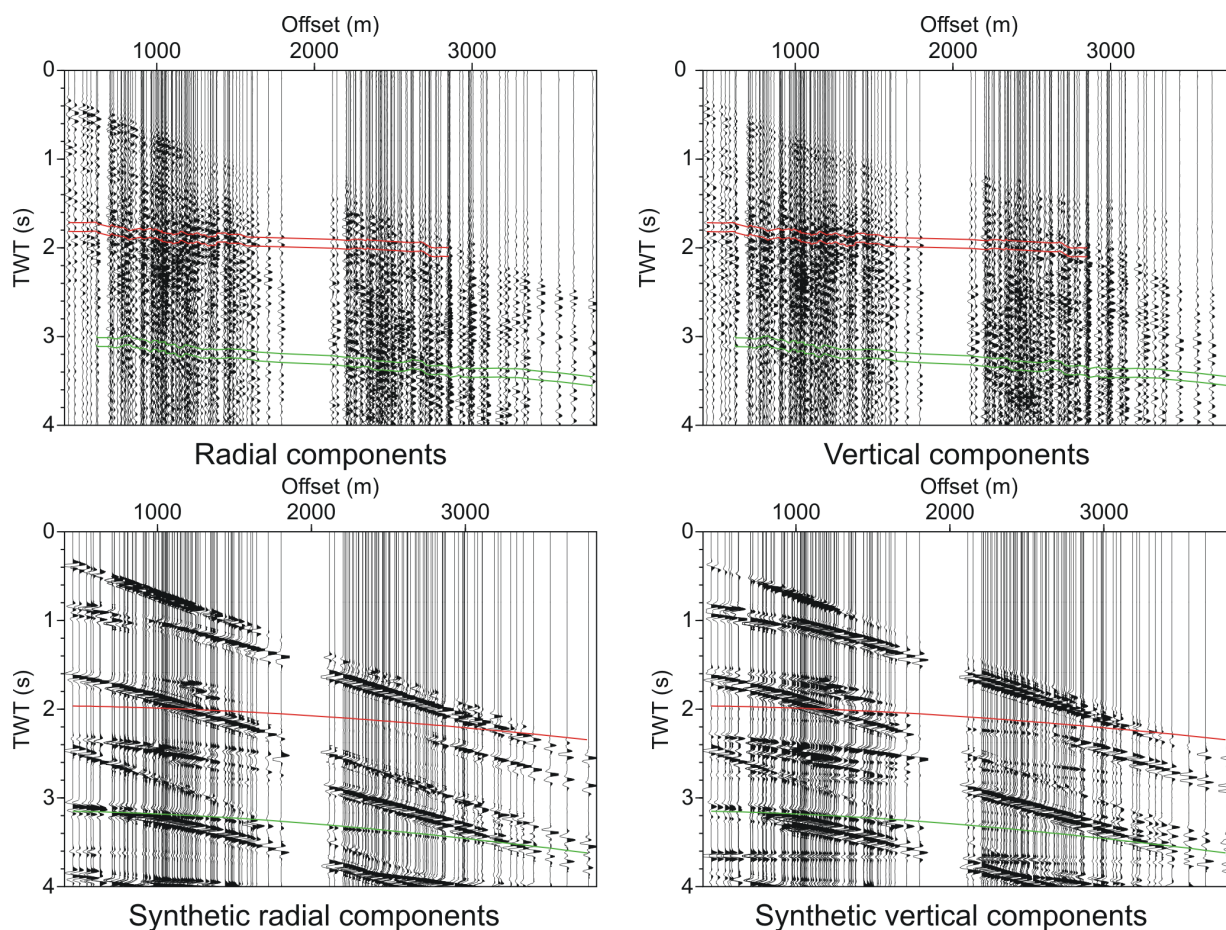 Offset (m)
1000 2000 3000
0
1
2
3
4
TWT (s)
Radial components
Offset (m)
1000 2000 3000
0
1
2
3
4
TWT (s)
Vertical components
Offset (m)
1000 2000 3000
0
1
2
3
4
TWT (s)
Synthetic radial components
Offset (m)
1000 2000 3000
0
1
2
3
4
TWT (s)
Synthetic vertical components